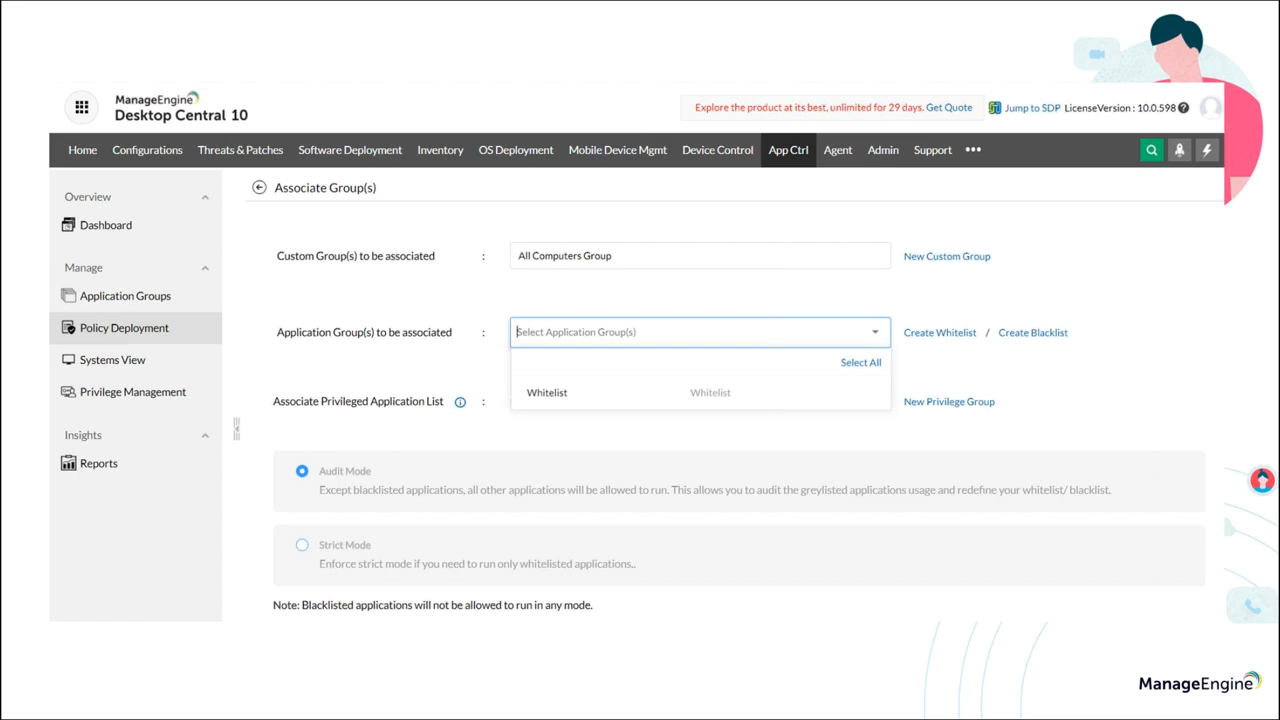 ManageEngine
Desktop Central 10
Explore the product at its best, unlimited for 29 days. Get Quote
Jump to SDP
LicenseVersion : 10.0.598
Home Configurations Threats & Patches Software Deployment Inventory OS Deployment Mobile Device Mgmt Device Control App Ctrl Agent Admin Support •••
Overview
Dashboard
Manage
Application Groups
Policy Deployment
Systems View
Privilege Management
Insights
Reports
Associate Group(s)
Custom Group(s) to be associated : All Computers Group New Custom Group
Application Group(s) to be associated : Select Application Group(s) Create Whitelist / Create Blacklist
Select All
Whitelist Whitelist
Associate Privileged Application List : New Privilege Group
Audit Mode
Except blacklisted applications, all other applications will be allowed to run. This allows you to audit the greylisted applications usage and redefine your whitelist/ blacklist.
Strict Mode
Enforce strict mode if you need to run only whitelisted applications..
Note: Blacklisted applications will not be allowed to run in any mode.
ManageEngine